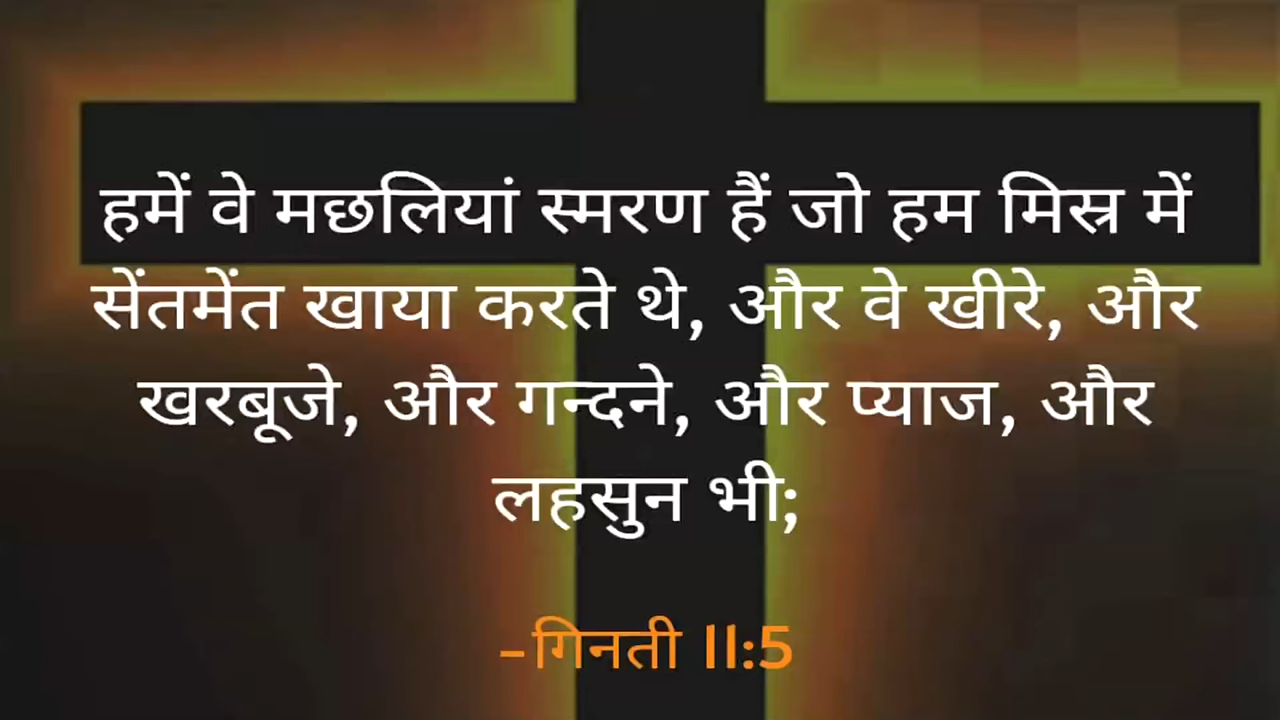 हमें वे मछलियां स्मरण हैं जो हम मिस्र में
सेंतमेंत खाया करते थे, और वे खीरे, और
खरबूजे, और गन्दने, और प्याज, और
लहसुन भी;
-गिनती 11:5